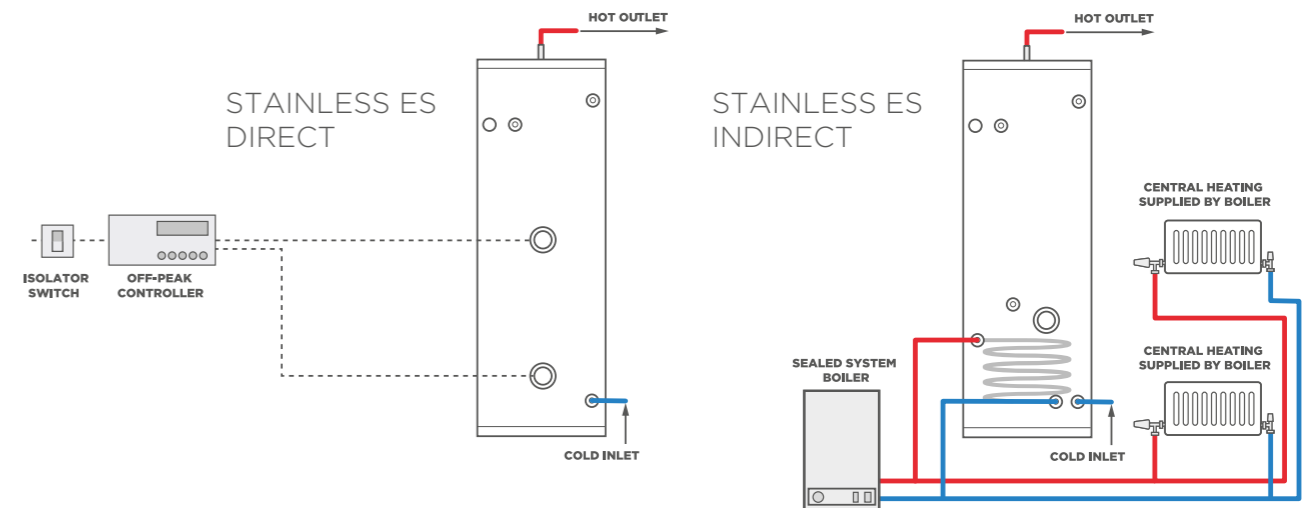 HOT OUTLET
STAINLESS ES
DIRECT
ISOLATOR
SWITCH
OFF-PEAK
CONTROLLER
COLD INLET
HOT OUTLET
STAINLESS ES
INDIRECT
CENTRAL HEATING
SUPPLIED BY BOILER
CENTRAL HEATING
SUPPLIED BY BOILER
SEALED SYSTEM
BOILER
COLD INLET